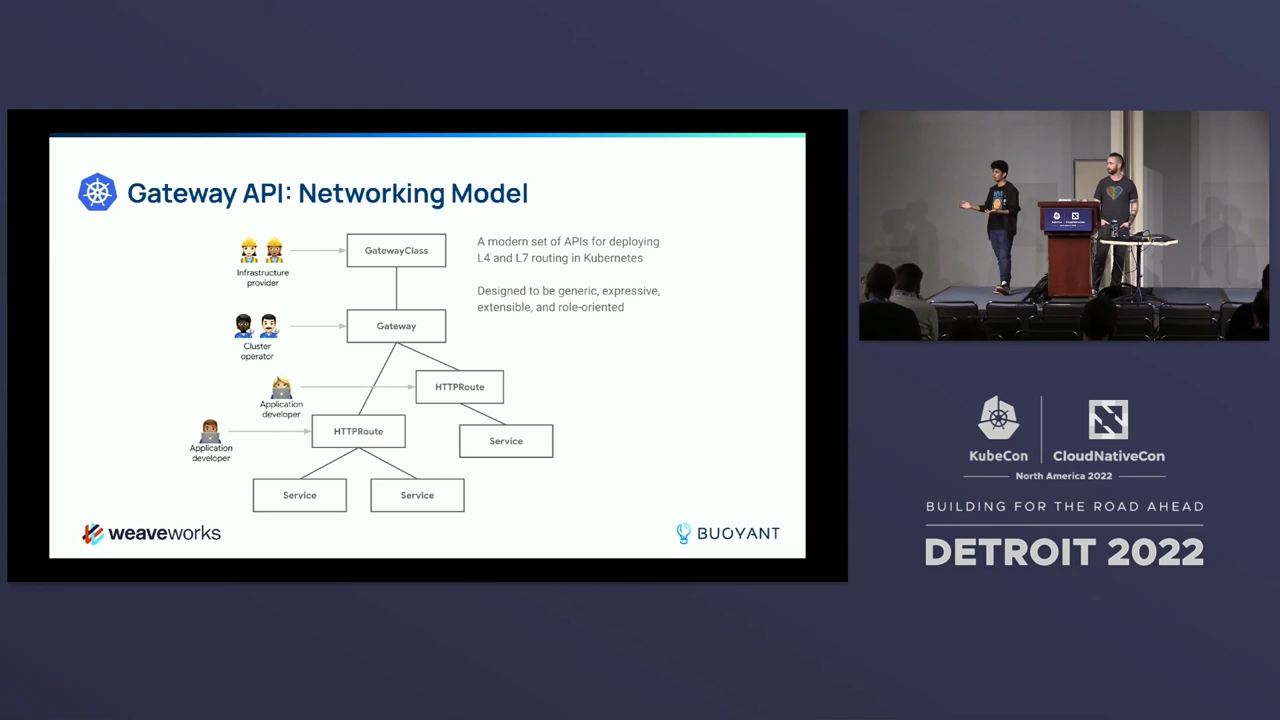 Gateway API: Networking Model
Infrastructure
provider
GatewayClass
A modern set of APIs for deploying
L4 and L7 routing in Kubernetes
Designed to be generic, expressive,
extensible, and role-oriented
Cluster
operator
Gateway
Application
developer
HTTPRoute
Application
developer
HTTPRoute
Service
Service
Service
weaveworks
BUOYANT
KubeCon
CloudNativeCon
North America 2022
BUILDING FOR THE ROAD AHEAD
DETROIT 2022